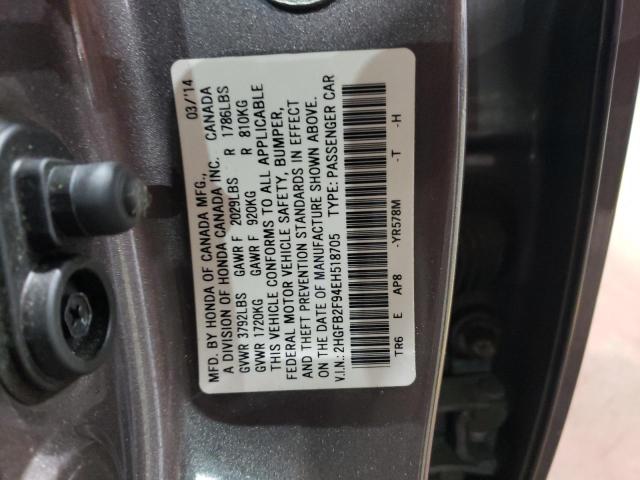 MFD. BY HONDA OF CANADA MFG., 03/'14
A DIVISION OF HONDA CANADA INC. CANADA
GVWR 3792LBS GAWR F 2029LBS R 1786LBS
GVWR 1720KG GAWR F 920KG R 810KG
THIS VEHICLE CONFORMS TO ALL APPLICABLE
FEDERAL MOTOR VEHICLE SAFETY, BUMPER,
AND THEFT PREVENTION STANDARDS IN EFFECT
ON THE DATE OF MANUFACTURE SHOWN ABOVE.
V.I.N.: 2HGFB2F94EH518705 TYPE: PASSENGER CAR
TR6 E AP8 -YR578M -T -H